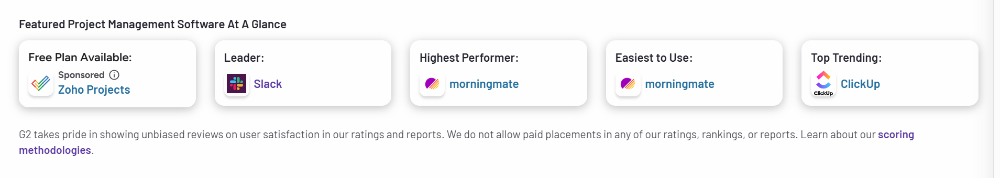 Featured Project Management Software At A Glance
Free Plan Available:
Sponsored
Zoho Projects
Leader:
Slack
Highest Performer:
morningmate
Easiest to Use:
morningmate
Top Trending:
ClickUp
ClickUp
G2 takes pride in showing unbiased reviews on user satisfaction in our ratings and reports. We do not allow paid placements in any of our ratings, rankings, or reports. Learn about our scoring
methodologies.